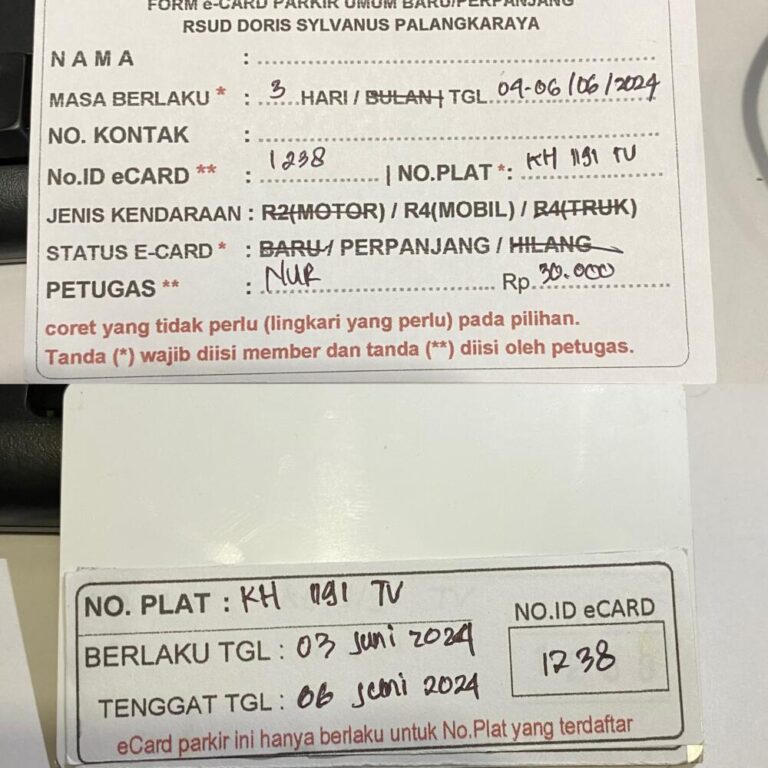 FORM e-CARD PARKIR UMUM BARU/PERPANJANG
RSUD DORIS SYLVANUS PALANGKARAYA
NAMA :
MASA BERLAKU * : 3 HARI / BULAN | TGL 04-06/06/2024
NO. KONTAK :
No.ID eCARD ** : 1238 | NO.PLAT *: KH 1191 TU
JENIS KENDARAAN : R2(MOTOR) / R4(MOBIL) / R4(TRUK)
STATUS E-CARD * : BARU / PERPANJANG / HILANG
PETUGAS ** : NUR Rp. 30.000
coret yang tidak perlu (lingkari yang perlu) pada pilihan.
Tanda (*) wajib diisi member dan tanda (**) diisi oleh petugas.
NO. PLAT : KH 1191 TU
NO.ID eCARD
BERLAKU TGL : 03 Juni 2024
1238
TENGGAT TGL : 06 Juni 2024
eCard parkir ini hanya berlaku untuk No.Plat yang terdaftar